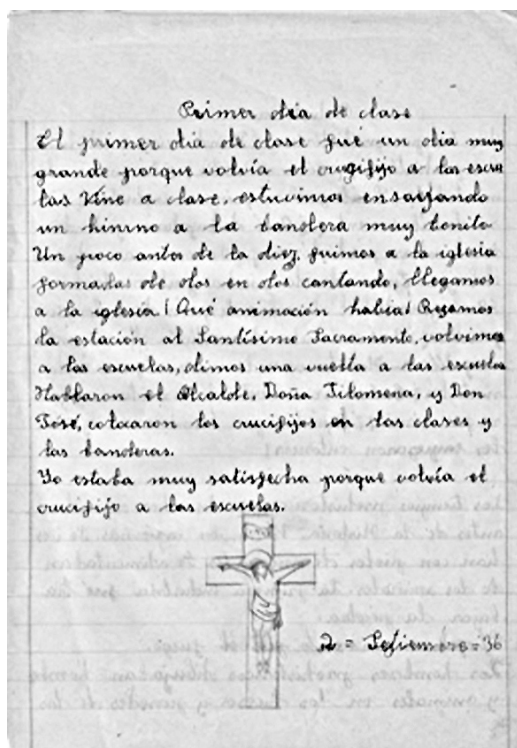 Primer dia de clase
El primer dia de clase fué un dia muy
grande porque volvía el crucifijo a las escue
las Vine a clase, estuvimos ensayando
un himno a la bandera muy bonito
Un poco antes de la diez, fuimos a la iglesia
formadas de dos en dos cantando, llegamos
a la iglesia ¡Qué animación había! Rezamos
la estación al Santísimo Sacramento, volvimos
a las escuelas, dimos una vuelta a las escuelas
Hablaron el Alcalde, Doña Filomena, y Don
José, colocaron los crucifijos en las clases y
las banderas.
Yo estaba muy satisfecha porque volvía el
crucifijo a las escuelas.
2 = Setiembre = 36